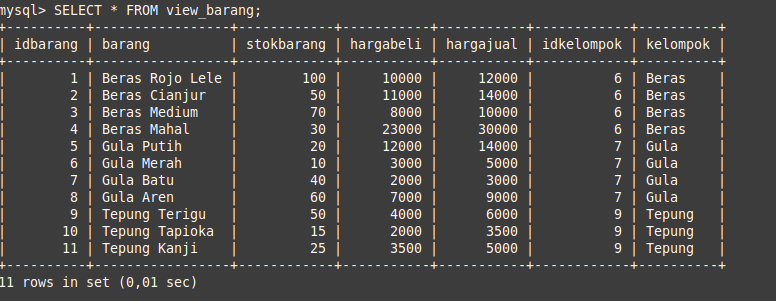 mysql> SELECT * FROM view_barang;
+----------+-----------------+------------+-----------+-----------+------------+----------+
| idbarang | barang          | stokbarang | hargabeli | hargajual | idkelompok | kelompok |
+----------+-----------------+------------+-----------+-----------+------------+----------+
|        1 | Beras Rojo Lele |        100 |     10000 |     12000 |          6 | Beras    |
|        2 | Beras Cianjur   |         50 |     11000 |     14000 |          6 | Beras    |
|        3 | Beras Medium    |         70 |      8000 |     10000 |          6 | Beras    |
|        4 | Beras Mahal     |         30 |     23000 |     30000 |          6 | Beras    |
|        5 | Gula Putih      |         20 |     12000 |     14000 |          7 | Gula     |
|        6 | Gula Merah      |         10 |      3000 |      5000 |          7 | Gula     |
|        7 | Gula Batu       |         40 |      2000 |      3000 |          7 | Gula     |
|        8 | Gula Aren       |         60 |      7000 |      9000 |          7 | Gula     |
|        9 | Tepung Terigu   |         50 |      4000 |      6000 |          9 | Tepung   |
|       10 | Tepung Tapioka  |         15 |      2000 |      3500 |          9 | Tepung   |
|       11 | Tepung Kanji    |         25 |      3500 |      5000 |          9 | Tepung   |
+----------+-----------------+------------+-----------+-----------+------------+----------+
11 rows in set (0,01 sec)